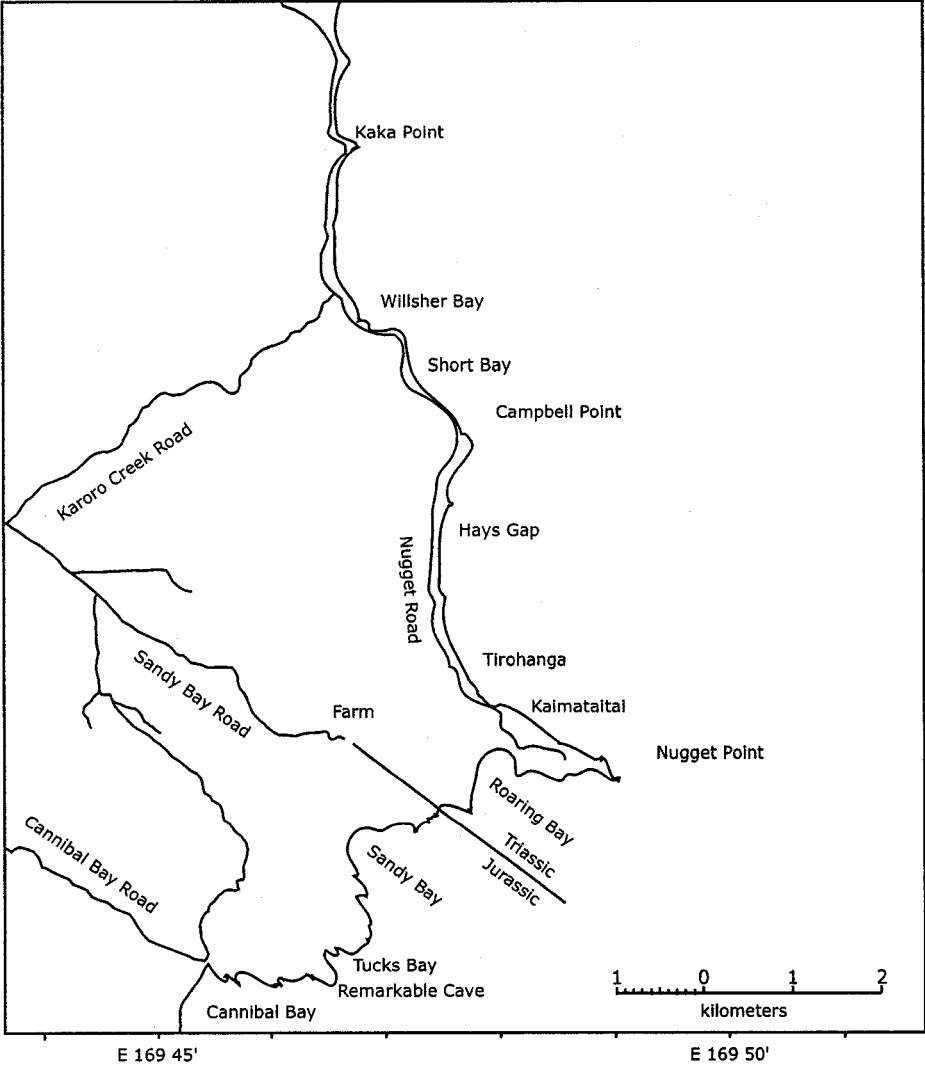 Kaka Point
Willsher Bay
Short Bay
Campbell Point
Karoro Creek Road
Hays Gap
Nugget Road
Tirohanga
Sandy Bay Road
Kaimataitai
Farm
Nugget Point
Roaring Bay
Triassic
Jurassic
Cannibal Bay Road
Sandy Bay
Tucks Bay
Remarkable Cave
Cannibal Bay
1 0 1 2
kilometers
E 169 45' E 169 50'